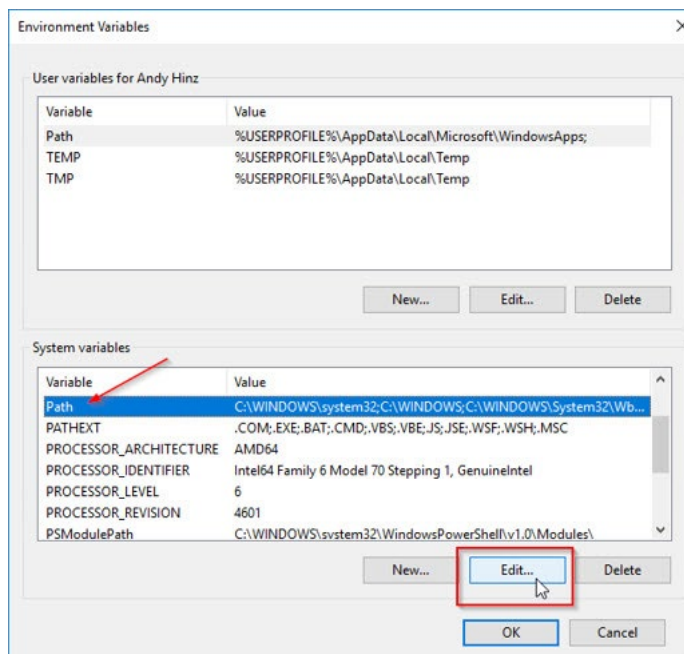 Environment Variables
User variables for Andy Hinz
Variable Value
Path %USERPROFILE%\AppData\Local\Microsoft\WindowsApps;
TEMP %USERPROFILE%\AppData\Local\Temp
TMP %USERPROFILE%\AppData\Local\Temp
New... Edit... Delete
System variables
Variable Value
Path C:\WINDOWS\system32;C:\WINDOWS;C:\WINDOWS\System32\Wb...
PATHEXT .COM;.EXE;.BAT;.CMD;.VBS;.VBE;.JS;.JSE;.WSF;.WSH;.MSC
PROCESSOR_ARCHITECTURE AMD64
PROCESSOR_IDENTIFIER Intel64 Family 6 Model 70 Stepping 1, GenuineIntel
PROCESSOR_LEVEL 6
PROCESSOR_REVISION 4601
PSModulePath C:\WINDOWS\system32\WindowsPowerShell\v1.0\Modules\
New... Edit... Delete
OK Cancel